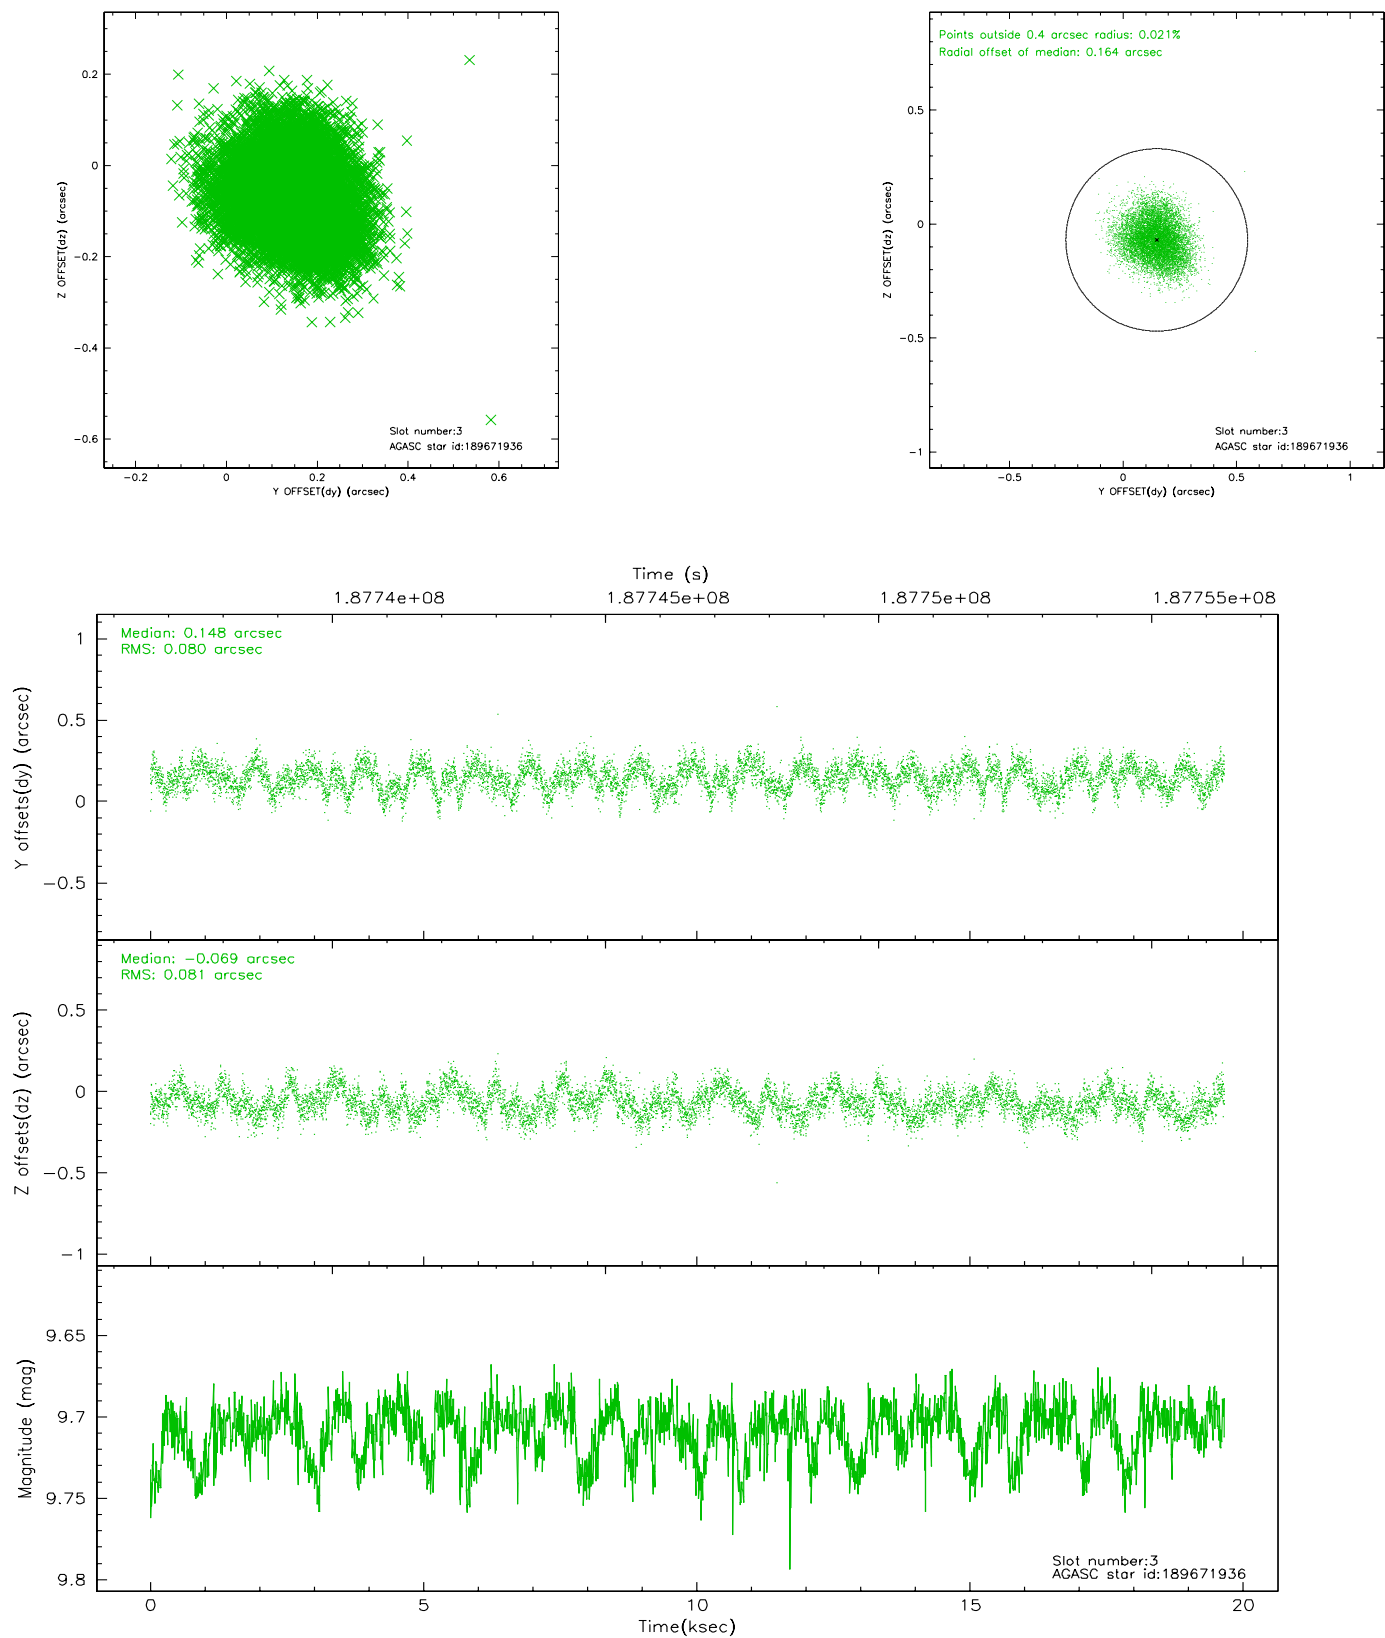 0.2
0
−0.2
−0.4
−0.6
Z OFFSET(dz) (arcsec)
Slot number:3
AGASC star id:189671936
−0.2 0 0.2 0.4 0.6
Y OFFSET(dy) (arcsec)
Points outside 0.4 arcsec radius: 0.021%
Radial offset of median: 0.164 arcsec
0.5
0
−0.5
−1
Z OFFSET(dz) (arcsec)
Slot number:3
AGASC star id:189671936
−0.5 0 0.5 1
Y OFFSET(dy) (arcsec)
Time (s)
1.8774e+08 1.87745e+08 1.8775e+08 1.87755e+08
Median: 0.148 arcsec
RMS: 0.080 arcsec
1
0.5
0
−0.5
Y offsets(dy) (arcsec)
Median: −0.069 arcsec
RMS: 0.081 arcsec
0.5
0
−0.5
−1
Z offsets(dz) (arcsec)
9.65
9.7
9.75
9.8
Magnitude (mag)
Slot number:3
AGASC star id:189671936
0 5 10 15 20
Time(ksec)